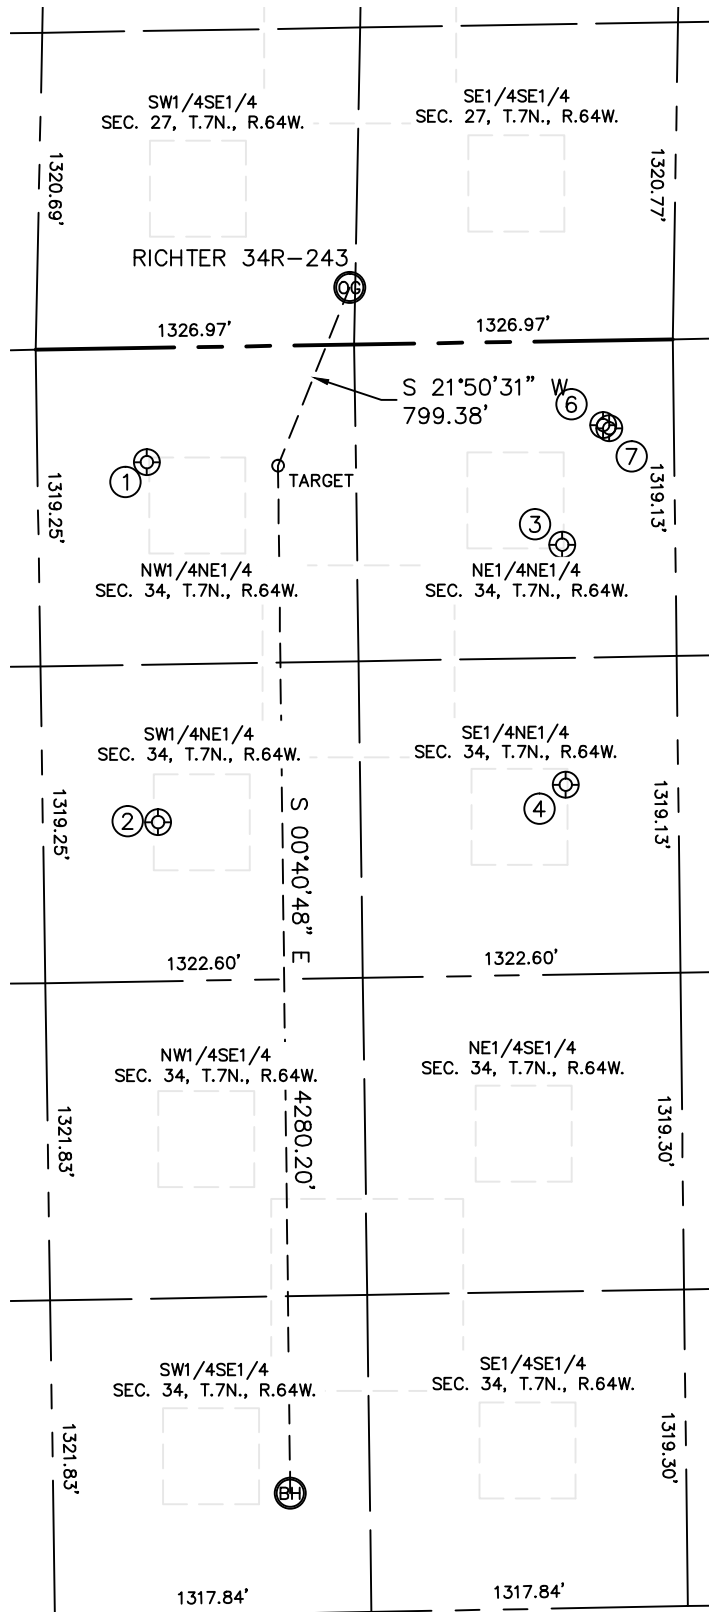 SW1/4SE1/4
SEC. 27, T.7N., R.64W.
SE1/4SE1/4
SEC. 27, T.7N., R.64W.
1320.69'
1320.77'
RICHTER 34R-243
OG
1326.97'
1326.97'
S 21°50'31" W
799.38'
6
7
1
TARGET
3
1319.25'
1319.13'
NW1/4NE1/4
SEC. 34, T.7N., R.64W.
NE1/4NE1/4
SEC. 34, T.7N., R.64W.
SW1/4NE1/4
SEC. 34, T.7N., R.64W.
SE1/4NE1/4
SEC. 34, T.7N., R.64W.
2
4
1319.25'
S 00°40'48" E
1319.13'
1322.60'
1322.60'
NW1/4SE1/4
SEC. 34, T.7N., R.64W.
NE1/4SE1/4
SEC. 34, T.7N., R.64W.
1321.83'
4280.20'
1319.30'
SW1/4SE1/4
SEC. 34, T.7N., R.64W.
SE1/4SE1/4
SEC. 34, T.7N., R.64W.
1321.83'
1319.30'
BH
1317.84'
1317.84'